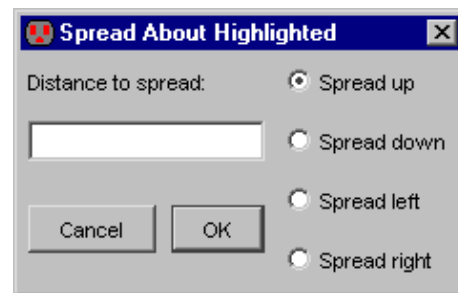 Spread About Highlighted
Distance to spread:
Spread up
Spread down
Spread left
Cancel
OK
Spread right